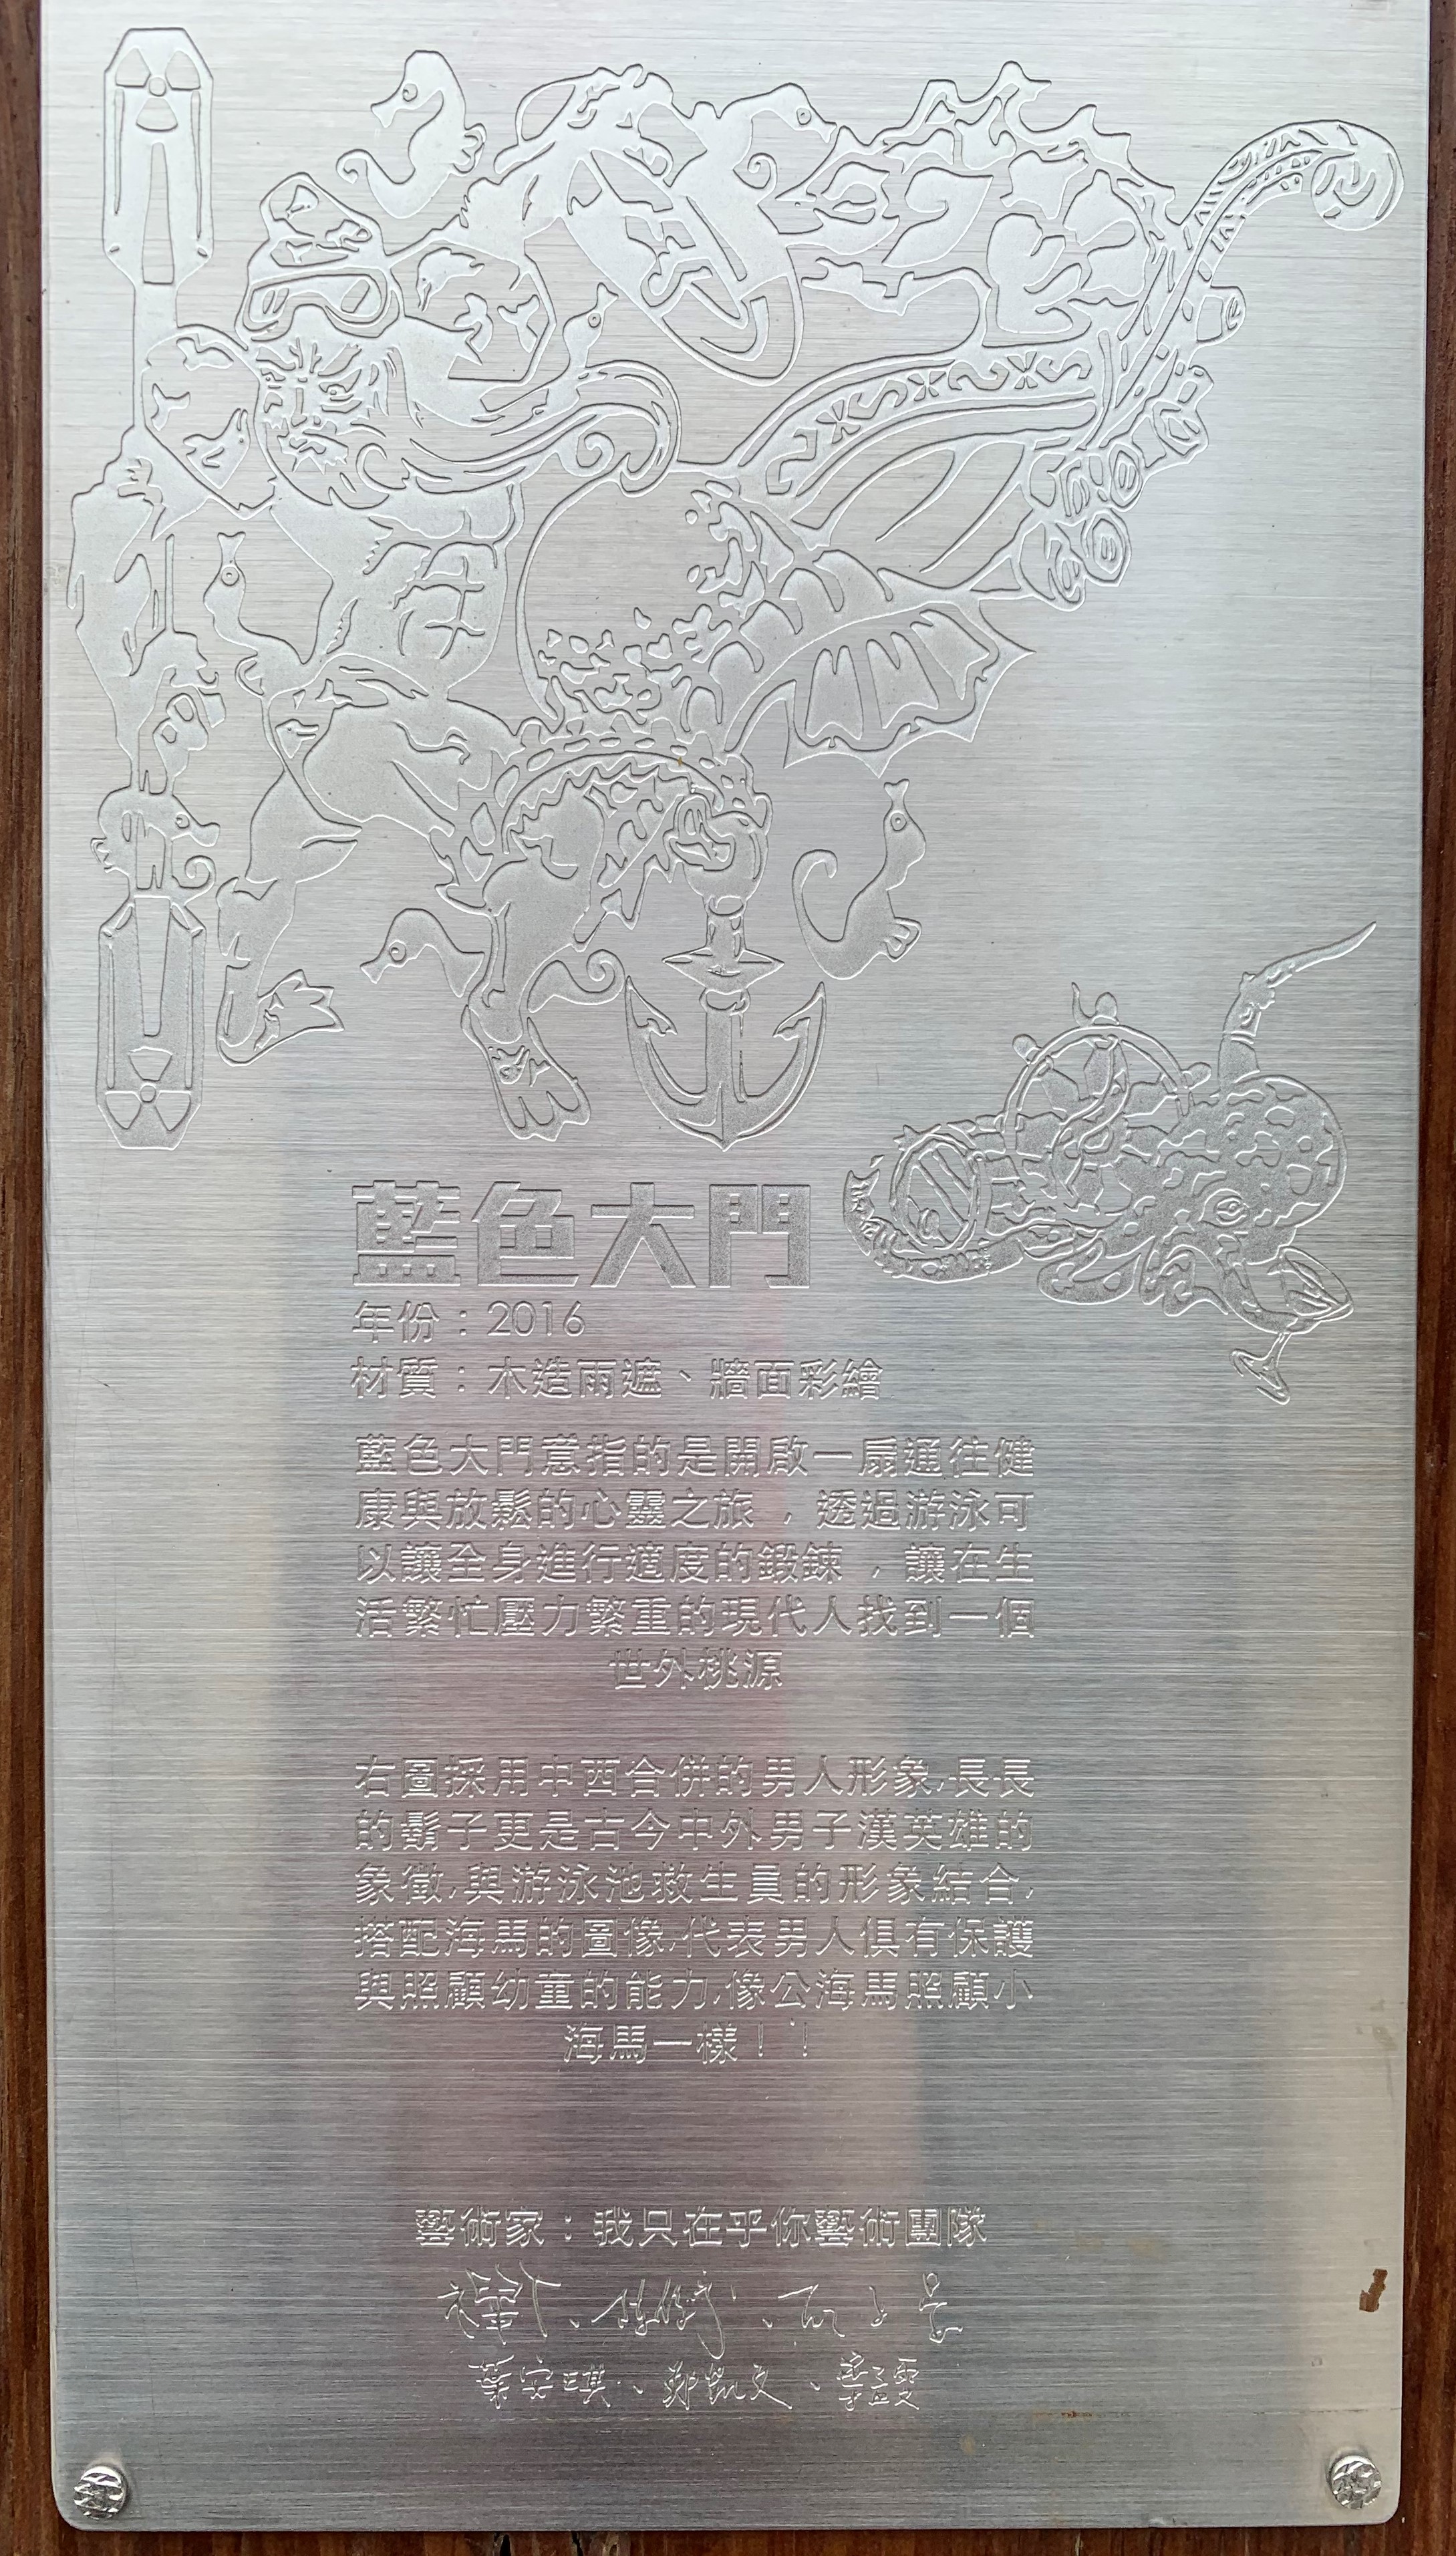 藍色大門
年份：2016
材質：木造雨遮、牆面彩繪
藍色大門意指的是開啟一扇通往健
康與放鬆的心靈之旅，透過游泳可
以讓全身進行適度的鍛鍊，讓在生
活繁忙壓力繁重的現代人找到一個
世外桃源
右圖採用中西合併的男人形象,長長
的鬍子更是古今中外男子漢英雄的
象徵,與游泳池救生員的形象結合,
搭配海馬的圖像,代表男人俱有保護
與照顧幼童的能力,像公海馬照顧小
海馬一樣！！
藝術家：我只在乎你藝術團隊
葉安琪、鄭凱文、